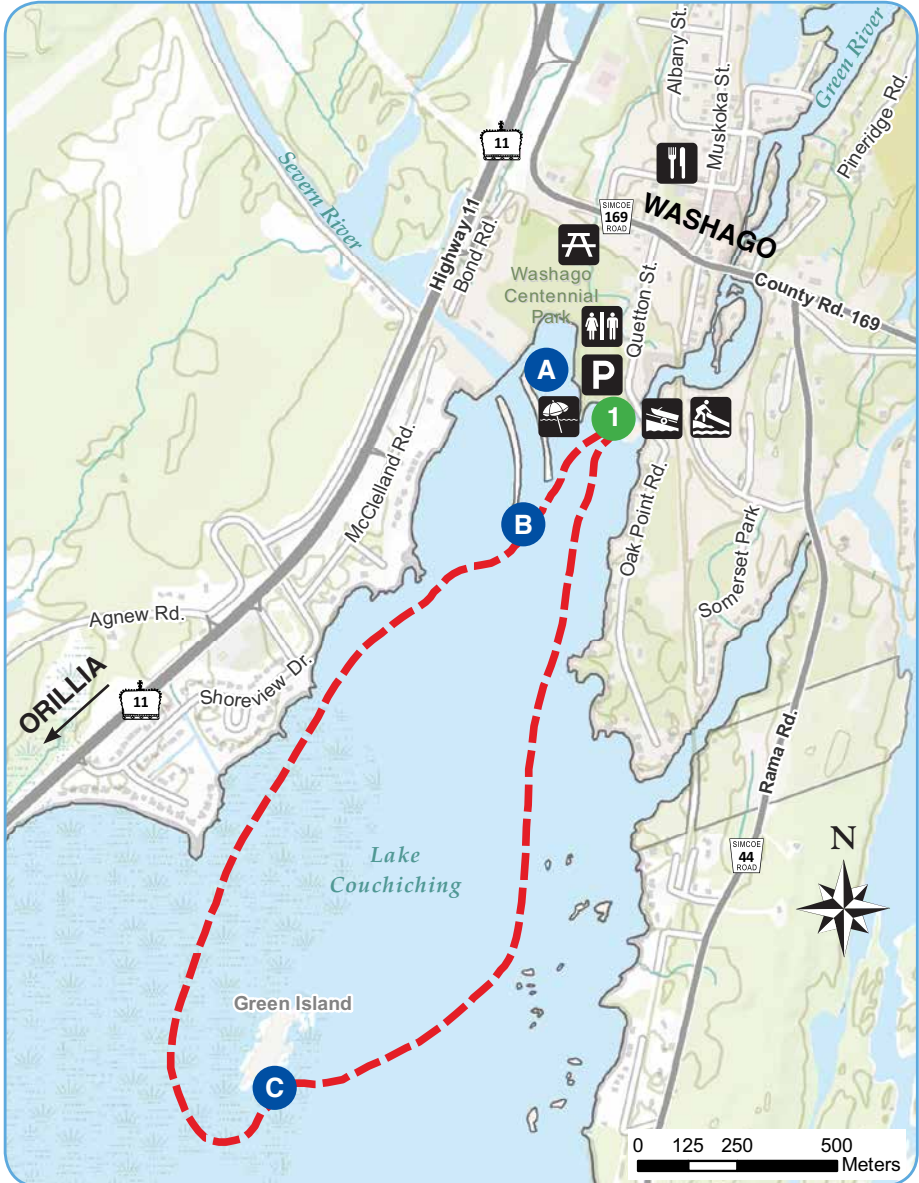 Albany St.
Muskoka St.
Green River
Pineridge Rd.
11
Severn River
Highway 11
Bond Rd.
SIMCOE
169
ROAD
WASHAGO
Washago
Centennial
Park
Quetton St.
County Rd. 169
A
P
1
B
McClelland Rd.
Oak Point Rd.
Somerset Park
Agnew Rd.
ORILLIA
11
Shoreview Dr.
Rama Rd.
SIMCOE
44
ROAD
N
Lake
Couchiching
Green Island
C
0 125 250 500
Meters